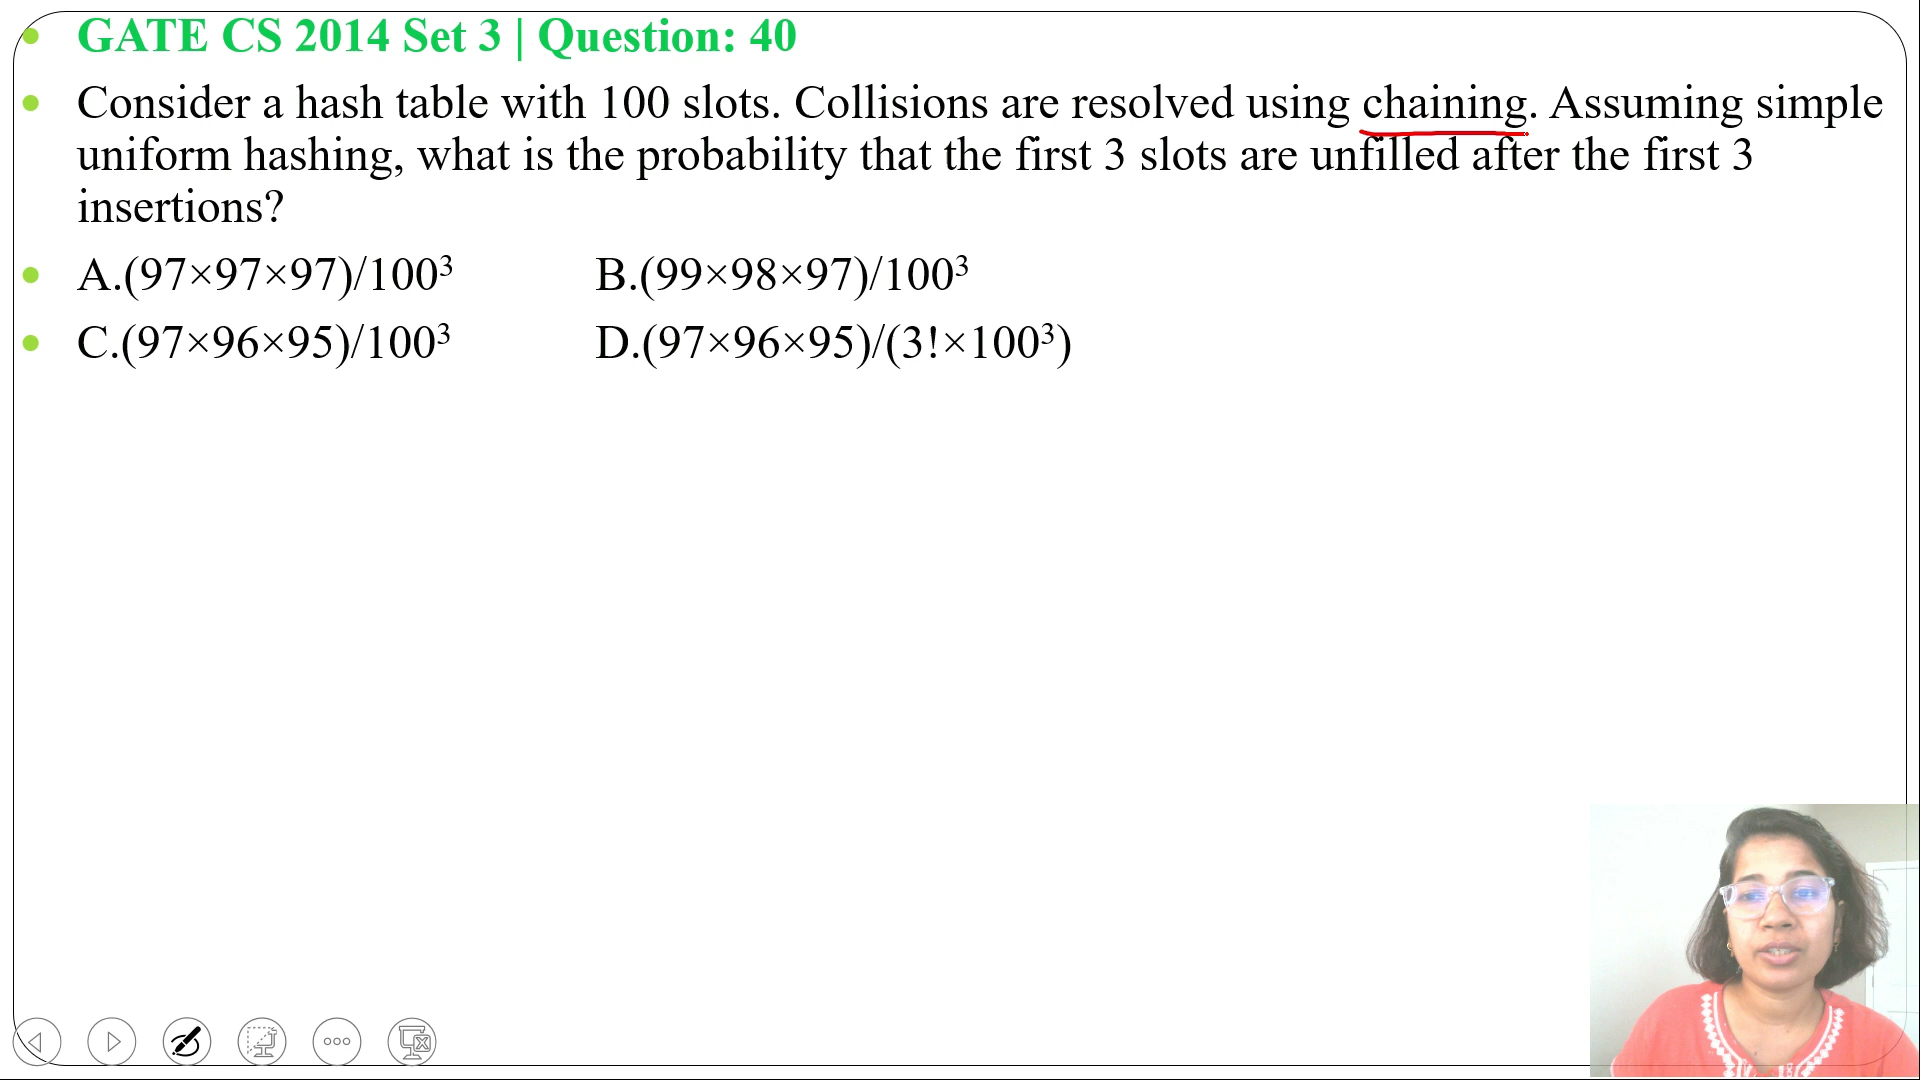 GATE CS 2014 Set 3 | Question: 40
Consider a hash table with 100 slots. Collisions are resolved using chaining. Assuming simple
uniform hashing, what is the probability that the first 3 slots are unfilled after the first 3
insertions?
A.(97×97×97)/100³ B.(99×98×97)/100³
C.(97×96×95)/100³ D.(97×96×95)/(3!×100³)